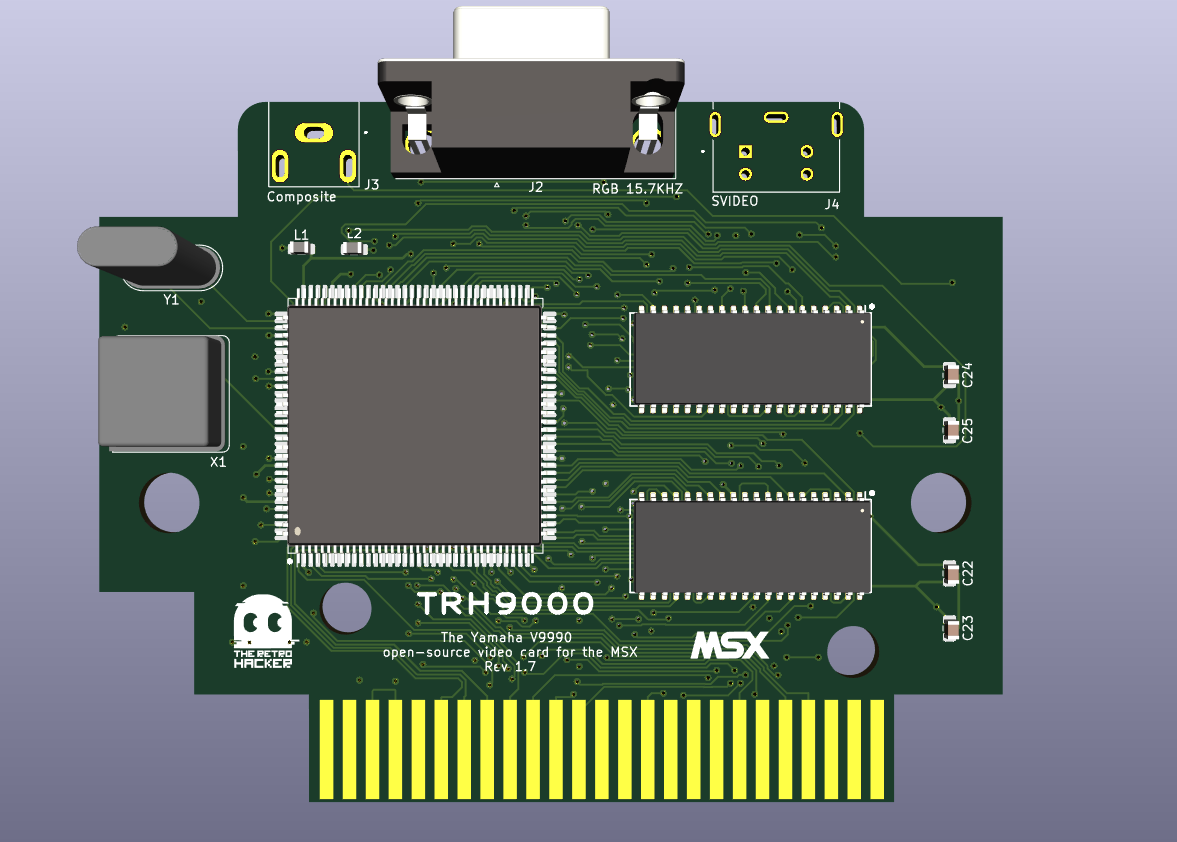 J3
Composite
J2
RGB 15.7KHZ
SVIDEO
J4
L1
L2
Y1
X1
C24
C25
C22
C23
TRH9000
The Yamaha V9990
open-source video card for the MSX
Rev 1.7
MSX
THE RETRO
HACKER